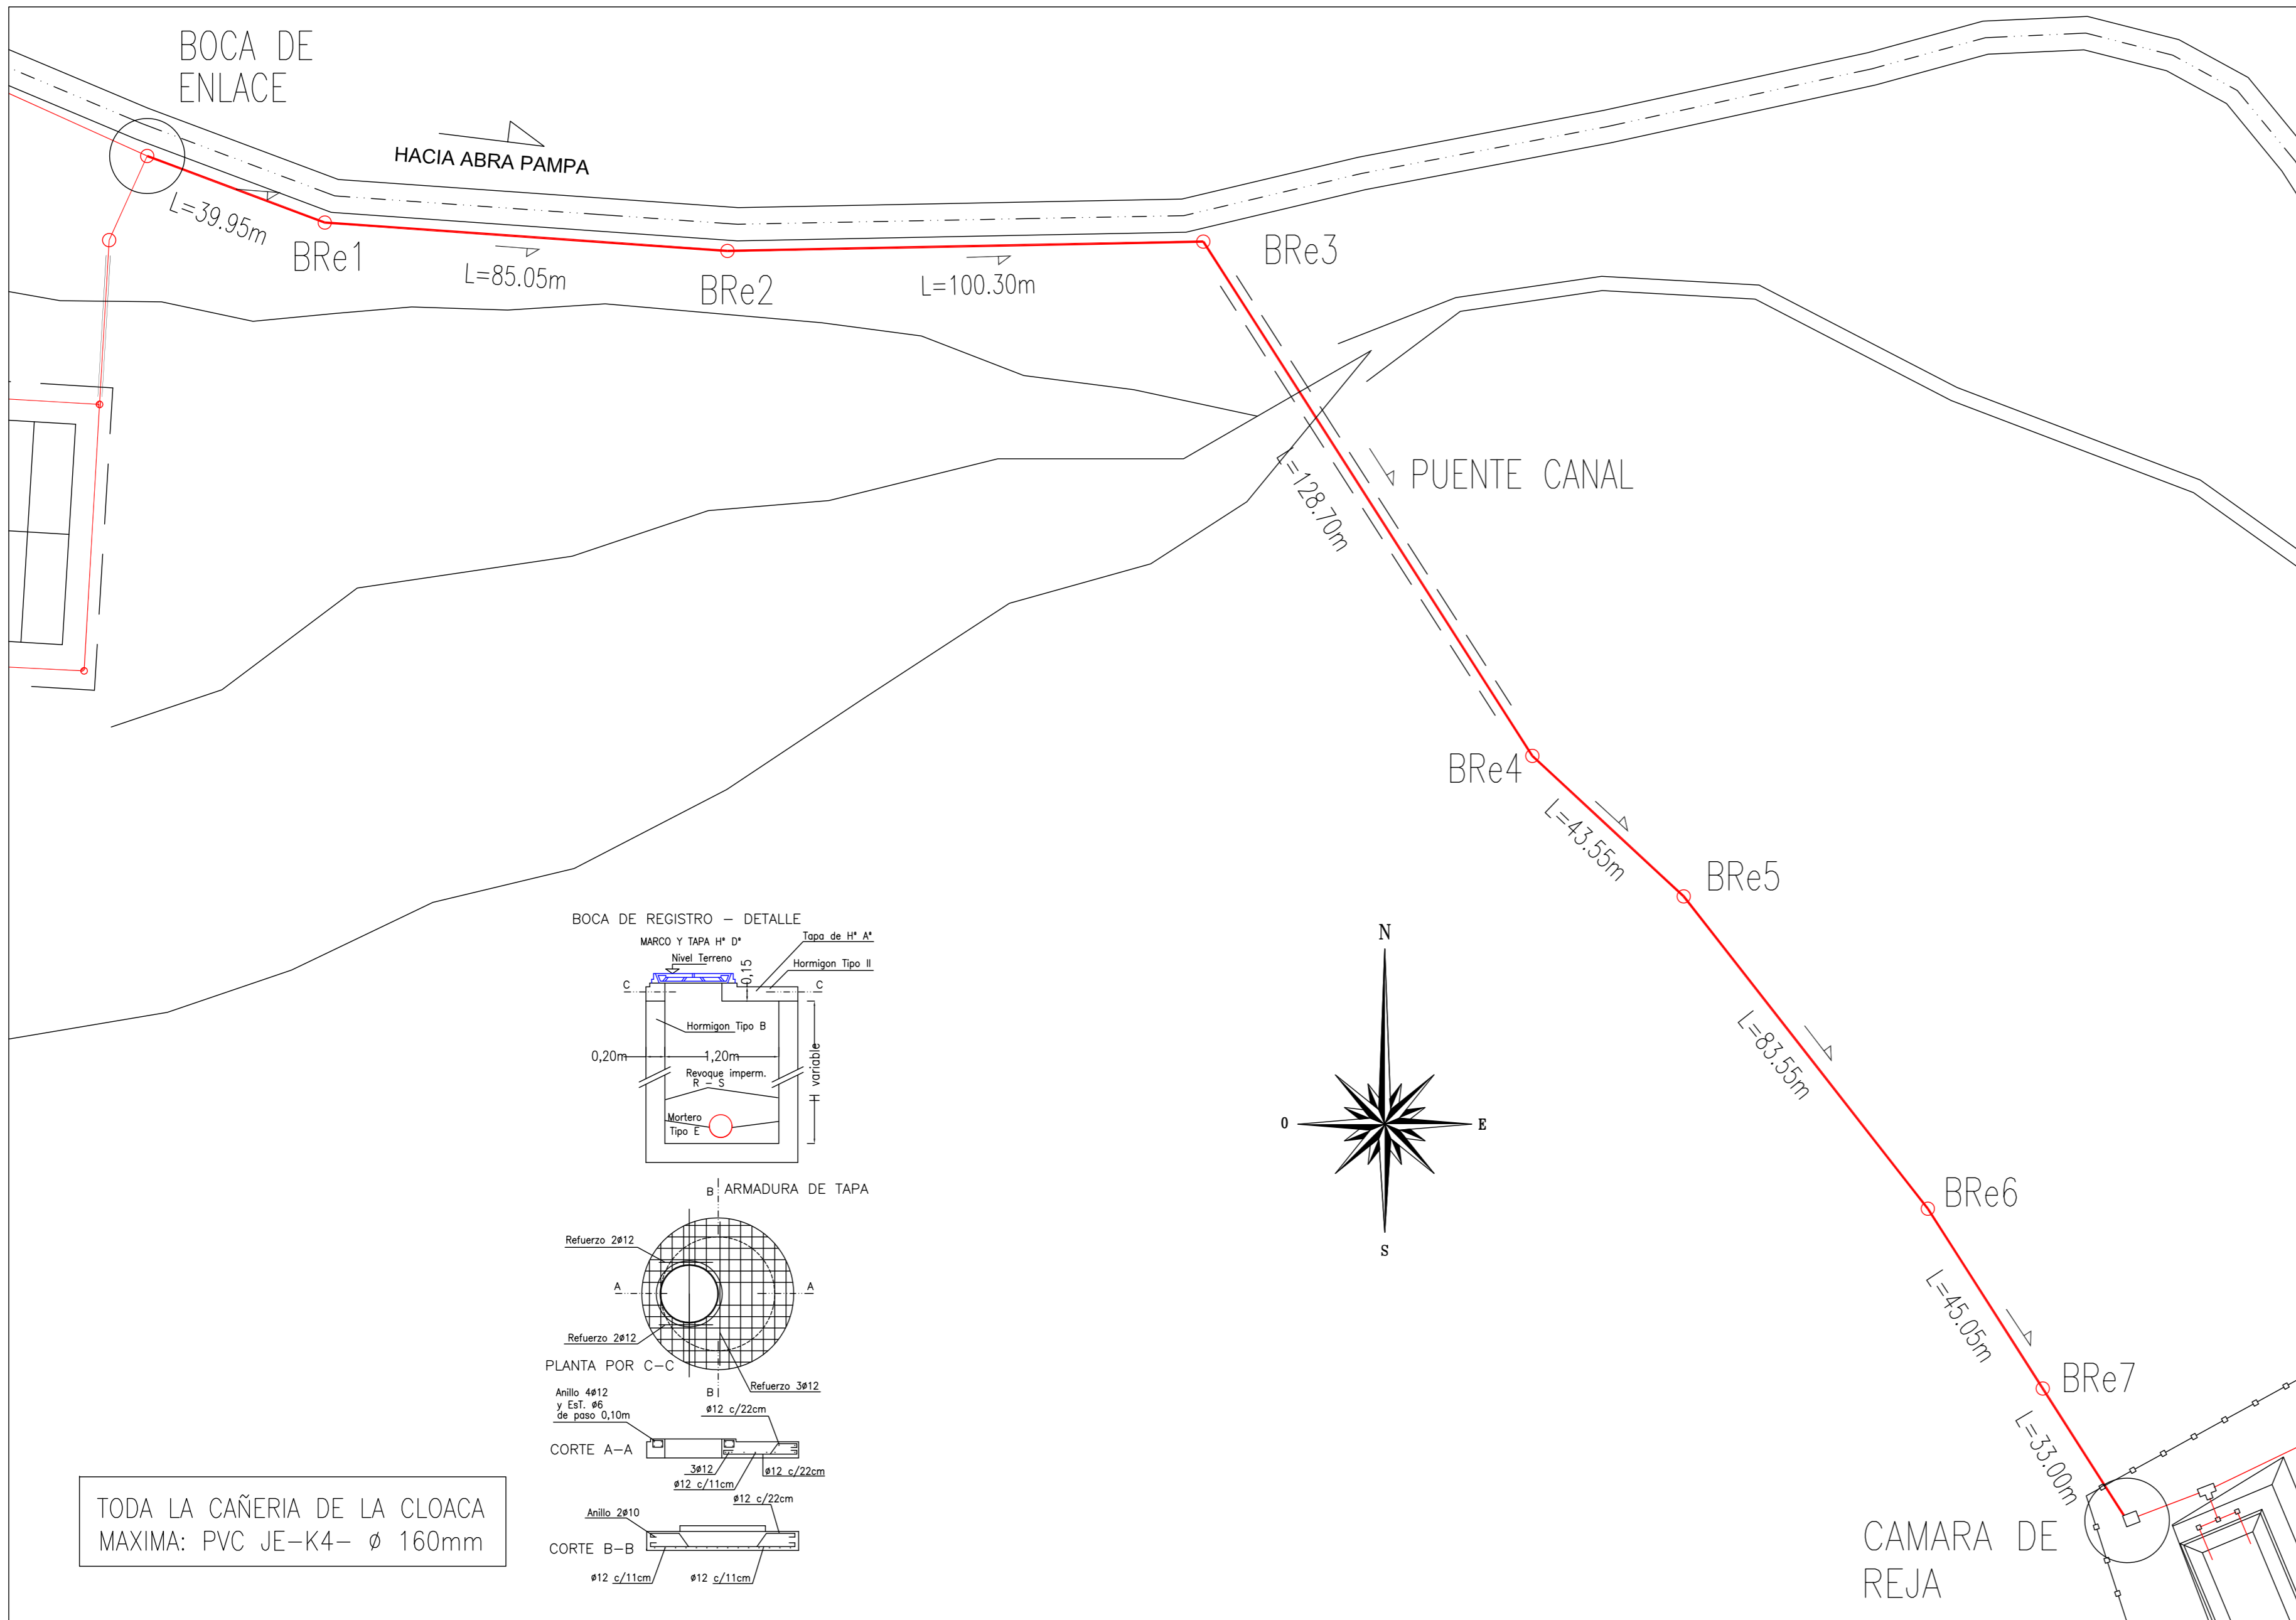 BOCA DE
ENLACE
HACIA ABRA PAMPA
L=39.95m
BRe1
L=85.05m
BRe2
L=100.30m
BRe3
L=128.70m
PUENTE CANAL
BRe4
L=43.55m
BRe5
L=83.55m
BRe6
L=45.05m
BRe7
L=33.00m
CAMARA DE
REJA
N
O
E
S
BOCA DE REGISTRO – DETALLE
MARCO Y TAPA Hº Dº
Tapa de Hº Aº
Nivel Terreno
0,15
Hormigon Tipo II
C
C
Hormigon Tipo B
0,20m
1,20m
H variable
Revoque imperm.
R – S
Mortero
Tipo E
B
ARMADURA DE TAPA
Refuerzo 2ø12
A
A
Refuerzo 2ø12
PLANTA POR C–C
B
Refuerzo 3ø12
Anillo 4ø12
y EsT. ø6
de paso 0,10m
ø12 c/22cm
CORTE A–A
3ø12
ø12 c/22cm
ø12 c/11cm
ø12 c/22cm
Anillo 2ø10
CORTE B–B
ø12 c/11cm
ø12 c/11cm
TODA LA CAÑERIA DE LA CLOACA
MAXIMA: PVC JE–K4– ø 160mm